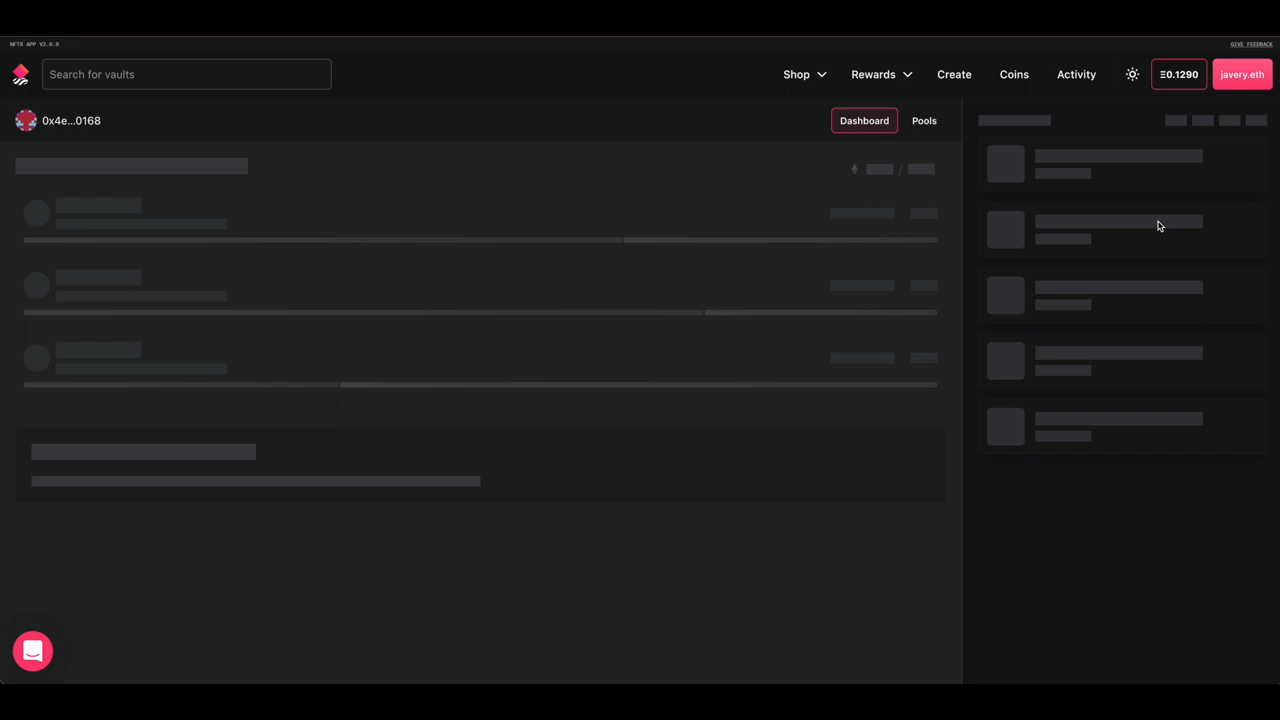 NFTX APP V2.0.0
GIVE FEEDBACK
Search for vaults
Shop
Rewards
Create
Coins
Activity
Ξ0.1290
javery.eth
0x4e...0168
Dashboard
Pools
/